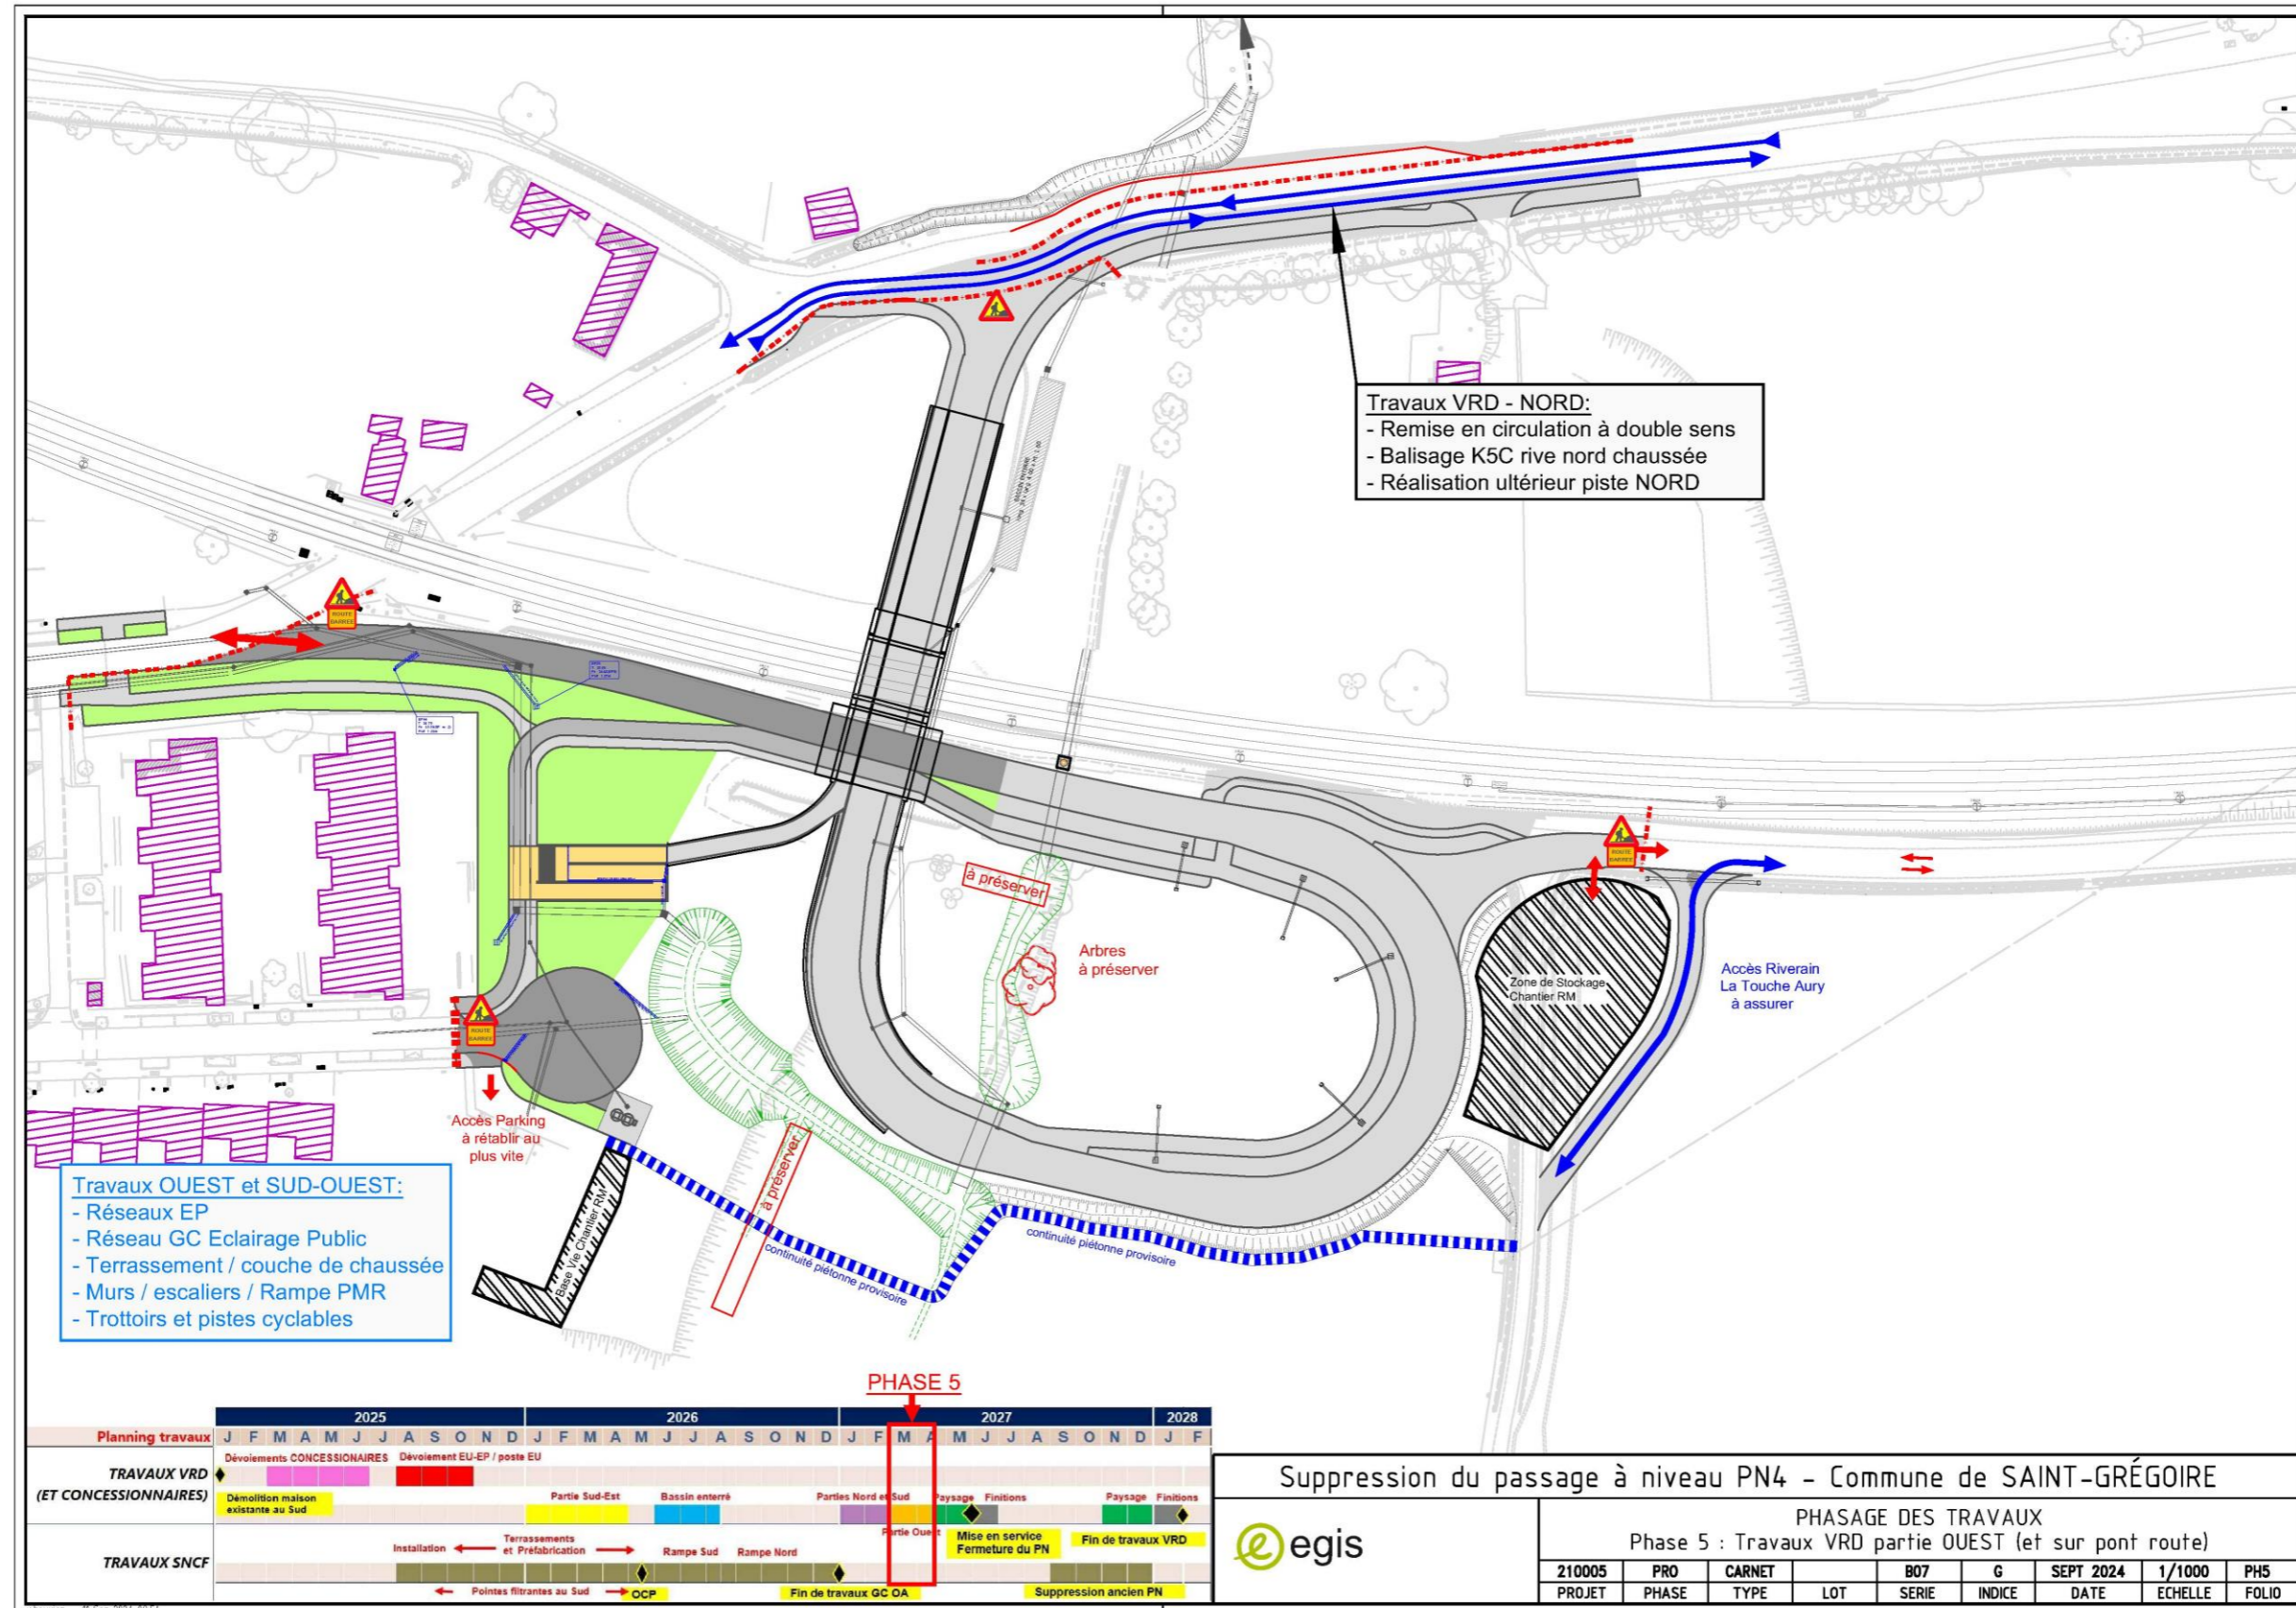 Travaux VRD - NORD:
- Remise en circulation à double sens
- Balisage K5C rive nord chaussée
- Réalisation ultérieur piste NORD
ROUTE
BARREE
à préserver
Arbres
à préserver
ROUTE
BARREE
Zone de Stockage
Chantier RM
Accès Riverain
La Touche Aury
à assurer
ROUTE
BARREE
Accès Parking
à rétablir au
plus vite
à préserver
Base Vie Chantier RM
continuité piétonne provisoire
continuité piétonne provisoire
Travaux OUEST et SUD-OUEST:
- Réseaux EP
- Réseau GC Eclairage Public
- Terrassement / couche de chaussée
- Murs / escaliers / Rampe PMR
- Trottoirs et pistes cyclables
PHASE 5
2025 2026 2027 2028
Planning travaux J F M A M J J A S O N D J F M A M J J A S O N D J F M A M J J A S O N D J F
TRAVAUX VRD
(ET CONCESSIONNAIRES)
Dévoiements CONCESSIONAIRES Dévoiement EU-EP / poste EU
Démolition maison
existante au Sud
Partie Sud-Est Bassin enterré Parties Nord et Sud Paysage Finitions Paysage Finitions
Partie Ouest
Mise en service
Fermeture du PN
Fin de travaux VRD
TRAVAUX SNCF
Installation
Terrassements
et Préfabrication
Rampe Sud Rampe Nord
Pointes filtrantes au Sud OCP Fin de travaux GC OA Suppression ancien PN
Suppression du passage à niveau PN4 - Commune de SAINT-GRÉGOIRE
egis
PHASAGE DES TRAVAUX
Phase 5 : Travaux VRD partie OUEST (et sur pont route)
210005 PRO CARNET B07 G SEPT 2024 1/1000 PH5
PROJET PHASE TYPE LOT SERIE INDICE DATE ECHELLE FOLIO